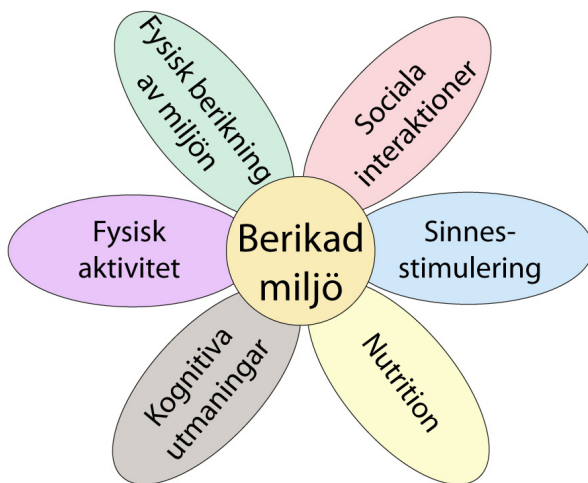 Fysisk berikning
av miljön
Sociala
interaktioner
Fysisk
aktivitet
Berikad
miljö
Sinnes-
stimulering
Kognitiva
utmaningar
Nutrition